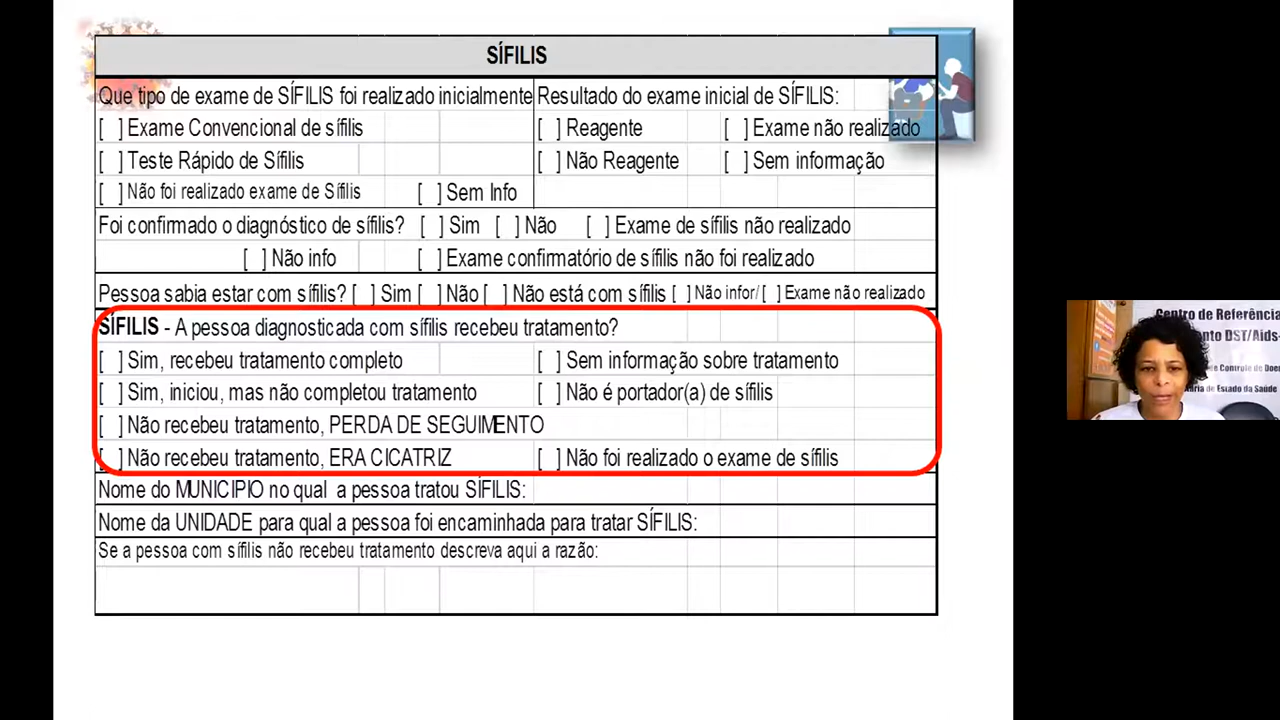 SÍFILIS
Que tipo de exame de SÍFILIS foi realizado inicialmente
[ ] Exame Convencional de sífilis
[ ] Teste Rápido de Sífilis
[ ] Não foi realizado exame de Sífilis [ ] Sem Info
Resultado do exame inicial de SÍFILIS:
[ ] Reagente [ ] Exame não realizado
[ ] Não Reagente [ ] Sem informação
Foi confirmado o diagnóstico de sífilis? [ ] Sim [ ] Não [ ] Exame de sífilis não realizado
[ ] Não info [ ] Exame confirmatório de sífilis não foi realizado
Pessoa sabia estar com sífilis? [ ] Sim [ ] Não [ ] Não está com sífilis [ ] Não infor/ [ ] Exame não realizado
SÍFILIS - A pessoa diagnosticada com sífilis recebeu tratamento?
[ ] Sim, recebeu tratamento completo [ ] Sem informação sobre tratamento
[ ] Sim, iniciou, mas não completou tratamento [ ] Não é portador(a) de sífilis
[ ] Não recebeu tratamento, PERDA DE SEGUIMENTO
[ ] Não recebeu tratamento, ERA CICATRIZ [ ] Não foi realizado o exame de sífilis
Nome do MUNICIPIO no qual a pessoa tratou SÍFILIS:
Nome da UNIDADE para qual a pessoa foi encaminhada para tratar SÍFILIS:
Se a pessoa com sífilis não recebeu tratamento descreva aqui a razão:
Centro de Referência
DST/Aids-
de Controle de
de Estado da Saúde